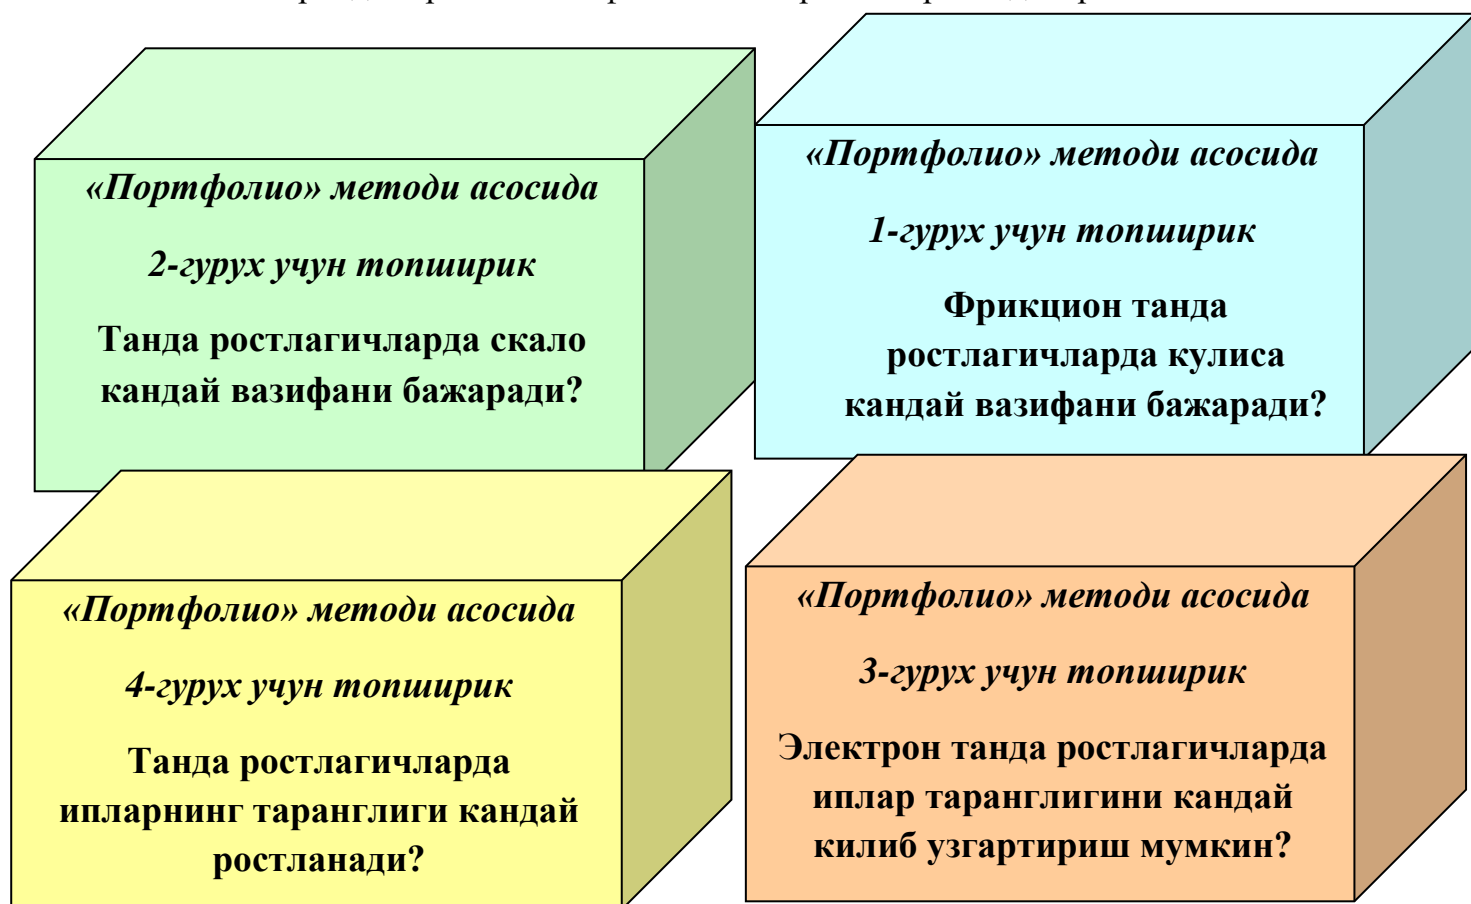 «Портфолио» методи асосида
2-гурух учун топширик
Танда ростлагичларда скало
кандай вазифани бажаради?
«Портфолио» методи асосида
1-гурух учун топширик
Фрикцион танда
ростлагичларда кулиса
кандай вазифани бажаради?
«Портфолио» методи асосида
4-гурух учун топширик
Танда ростлагичларда
ипларнинг таранглиги кандай
ростланади?
«Портфолио» методи асосида
3-гурух учун топширик
Электрон танда ростлагичларда
иплар таранглигини кандай
килиб узгартириш мумкин?